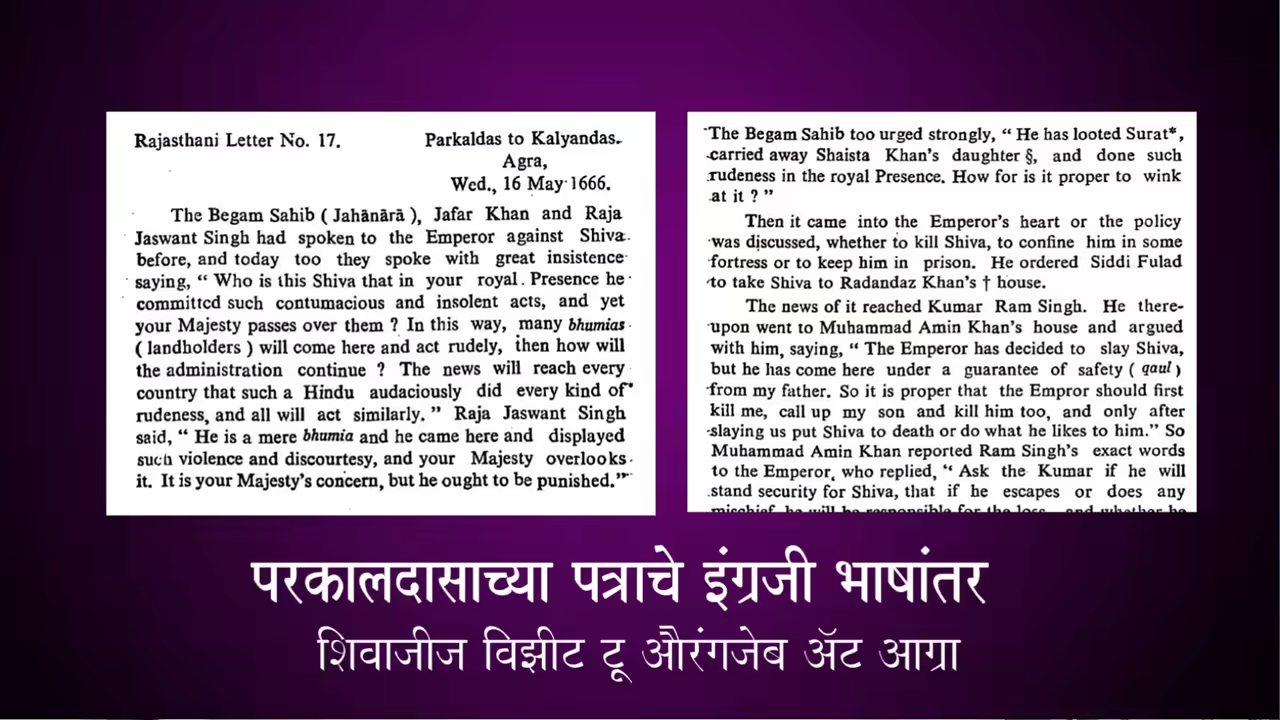 Rajasthani Letter No. 17.
Parkaldas to Kalyandas.
Agra,
Wed., 16 May 1666.
The Begam Sahib ( Jahānārā ), Jafar Khan and Raja
Jaswant Singh had spoken to the Emperor against Shiva
before, and today too they spoke with great insistence
saying, “ Who is this Shiva that in your royal Presence he
committed such contumacious and insolent acts, and yet
your Majesty passes over them ? In this way, many bhumias
( landholders ) will come here and act rudely, then how will
the administration continue ? The news will reach every
country that such a Hindu audaciously did every kind of
rudeness, and all will act similarly. ” Raja Jaswant Singh
said, “ He is a mere bhumia and he came here and displayed
such violence and discourtesy, and your Majesty overlooks
it. It is your Majesty’s concern, but he ought to be punished.”
The Begam Sahib too urged strongly, “ He has looted Surat*,
carried away Shaista Khan’s daughter §, and done such
rudeness in the royal Presence. How for is it proper to wink
at it ? ”
Then it came into the Emperor’s heart or the policy
was discussed, whether to kill Shiva, to confine him in some
fortress or to keep him in prison. He ordered Siddi Fulad
to take Shiva to Radandaz Khan’s † house.
The news of it reached Kumar Ram Singh. He there-
upon went to Muhammad Amin Khan’s house and argued
with him, saying, “ The Emperor has decided to slay Shiva,
but he has come here under a guarantee of safety ( qaul )
from my father. So it is proper that the Empror should first
kill me, call up my son and kill him too, and only after
slaying us put Shiva to death or do what he likes to him.” So
Muhammad Amin Khan reported Ram Singh’s exact words
to the Emperor, who replied, “ Ask the Kumar if he will
stand security for Shiva, that if he escapes or does any
mischief, he will be responsible for the loss, and whether he
परकालदासाच्या पत्राचे इंग्रजी भाषांतर
शिवाजीज विझीट टू औरंगजेब ॲट आग्रा